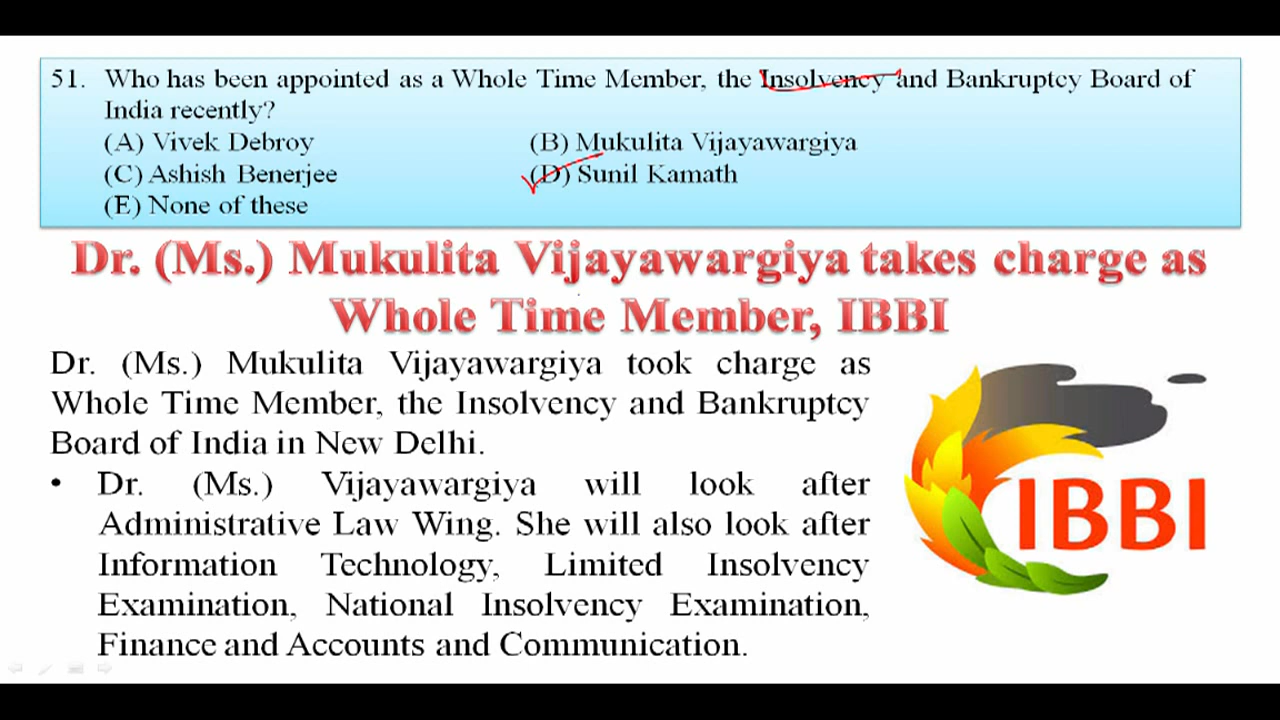 51. Who has been appointed as a Whole Time Member, the Insolvency and Bankruptcy Board of
India recently?
(A) Vivek Debroy (B) Mukulita Vijayawargiya
(C) Ashish Benerjee (D) Sunil Kamath
(E) None of these
Dr. (Ms.) Mukulita Vijayawargiya takes charge as
Whole Time Member, IBBI
Dr. (Ms.) Mukulita Vijayawargiya took charge as
Whole Time Member, the Insolvency and Bankruptcy
Board of India in New Delhi.
• Dr. (Ms.) Vijayawargiya will look after
Administrative Law Wing. She will also look after
Information Technology, Limited Insolvency
Examination, National Insolvency Examination,
Finance and Accounts and Communication.
IBBI